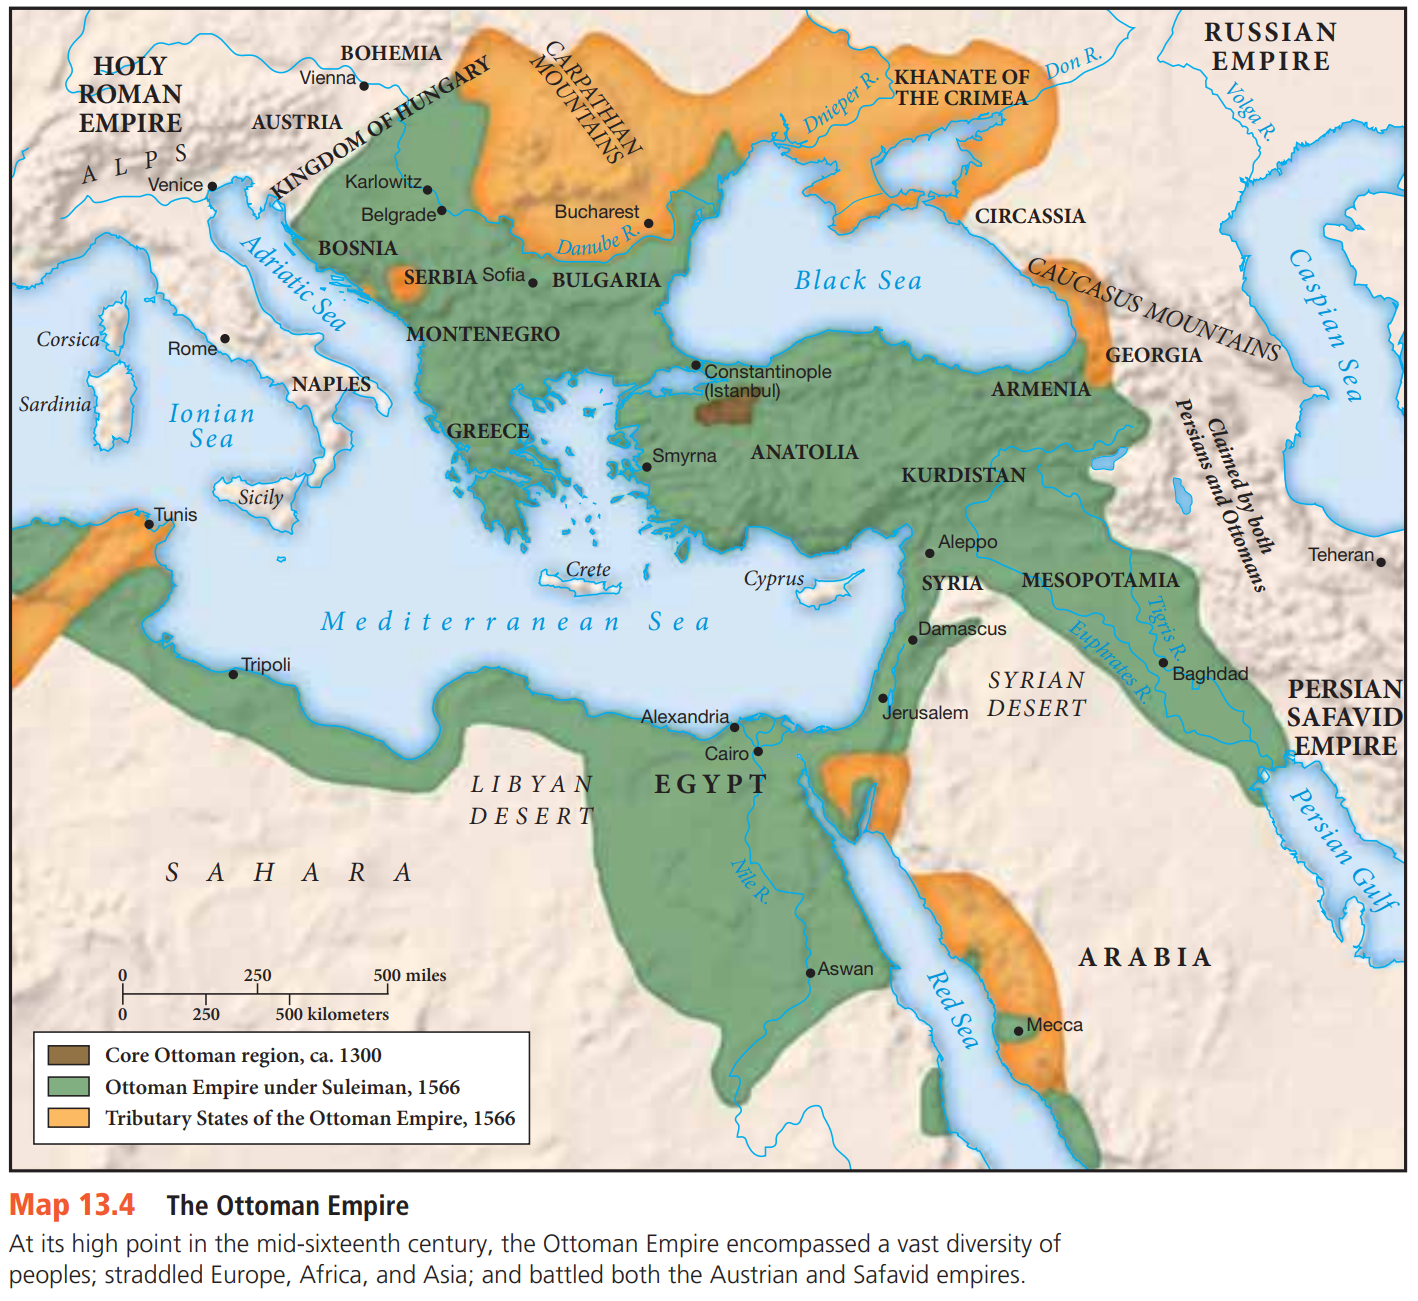 HOLY
ROMAN
EMPIRE
BOHEMIA
Vienna
AUSTRIA
KINGDOM OF HUNGARY
CARPATHIAN
MOUNTAINS
Dnieper R.
KHANATE OF
THE CRIMEA
Don R.
RUSSIAN
EMPIRE
Volga R.
ALPS
Venice
Karlowitz
Belgrade
Bucharest
Danube R.
CIRCASSIA
BOSNIA
SERBIA
Sofia
BULGARIA
Black Sea
CAUCASUS MOUNTAINS
Caspian Sea
Adriatic Sea
Corsica
Rome
MONTENEGRO
Constantinople
(Istanbul)
GEORGIA
ARMENIA
NAPLES
Sardinia
Ionian
Sea
GREECE
Smyrna
ANATOLIA
KURDISTAN
Claimed by both
Persians and Ottomans
Sicily
Tunis
Aleppo
Teheran
Crete
Cyprus
SYRIA
MESOPOTAMIA
Mediterranean Sea
Tigris R.
Euphrates R.
Damascus
Tripoli
Baghdad
SYRIAN
DESERT
PERSIAN
SAFAVID
EMPIRE
Alexandria
Jerusalem
Cairo
EGYPT
LIBYAN
DESERT
Persian Gulf
SAHARA
Nile R.
ARABIA
Aswan
Red Sea
Mecca
0 250 500 miles
0 250 500 kilometers
Core Ottoman region, ca. 1300
Ottoman Empire under Suleiman, 1566
Tributary States of the Ottoman Empire, 1566
Map 13.4 The Ottoman Empire
At its high point in the mid-sixteenth century, the Ottoman Empire encompassed a vast diversity of
peoples; straddled Europe, Africa, and Asia; and battled both the Austrian and Safavid empires.